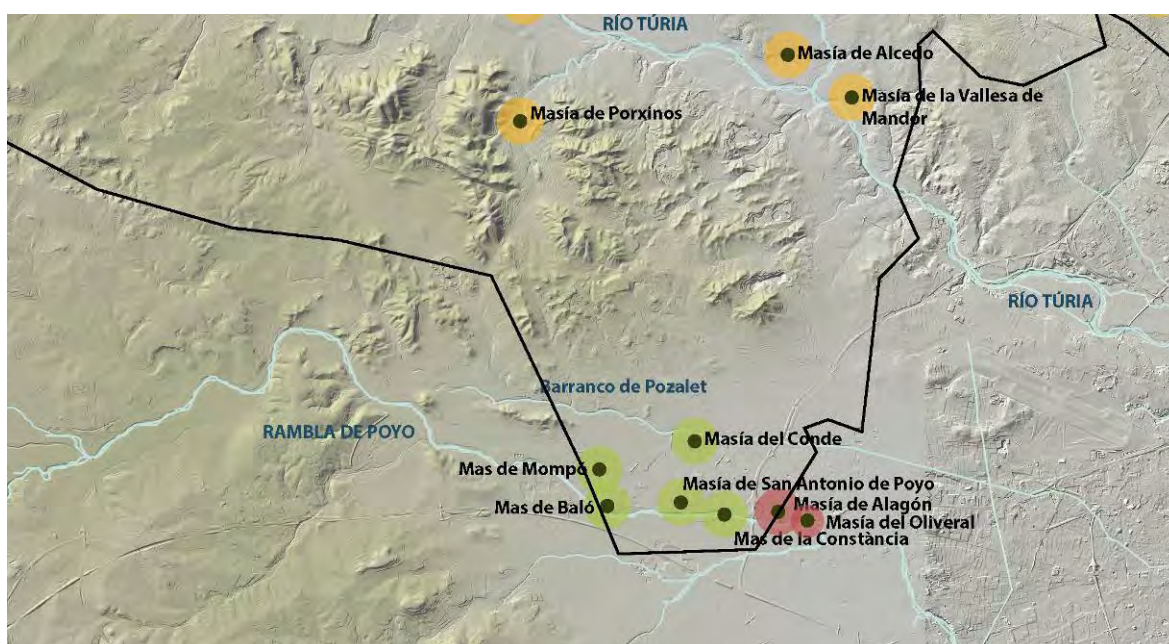 RÍO TÚRIA
Masía de Alcedo
Masía de la Vallesa de
Mandor
Masía de Porxinos
RÍO TÚRIA
Barranco de Pozalet
RAMBLA DE POYO
Masía del Conde
Mas de Mompó
Masía de San Antonio de Poyo
Mas de Baló
Masía de Alagón
Masía del Oliveral
Mas de la Constància